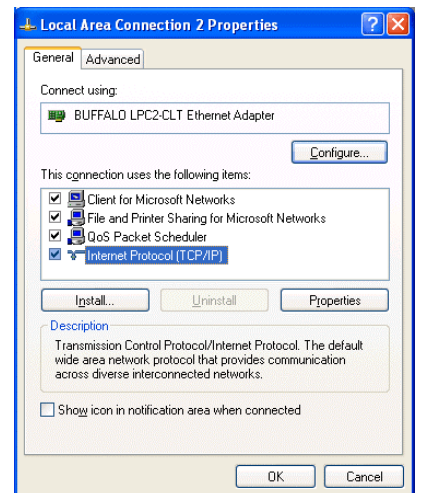 Local Area Connection 2 Properties
General Advanced
Connect using:
BUFFALO LPC2-CLT Ethernet Adapter
Configure...
This connection uses the following items:
Client for Microsoft Networks
File and Printer Sharing for Microsoft Networks
QoS Packet Scheduler
Internet Protocol (TCP/IP)
Install... Uninstall Properties
Description
Transmission Control Protocol/Internet Protocol. The default
wide area network protocol that provides communication
across diverse interconnected networks.
Show icon in notification area when connected
OK Cancel